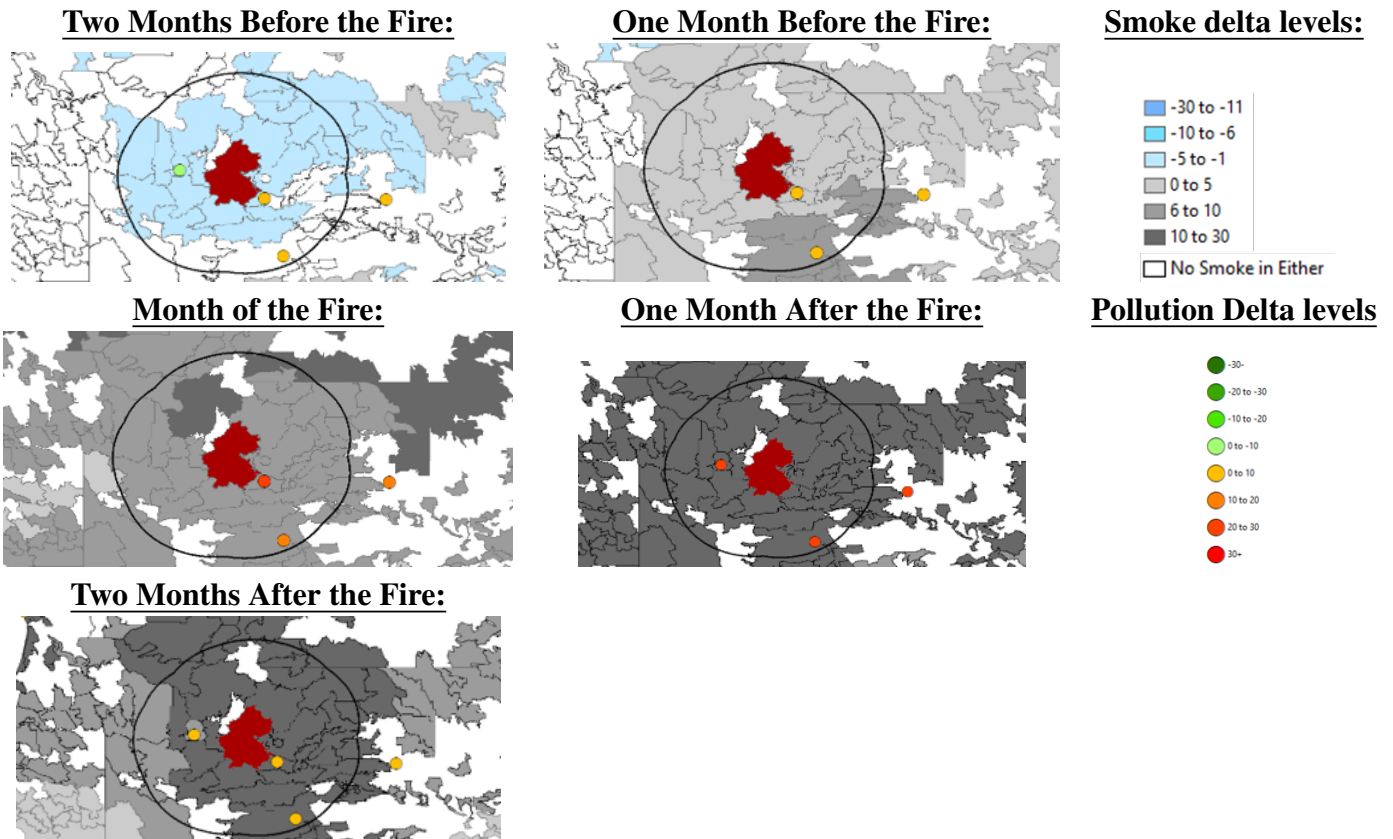 Two Months Before the Fire:
One Month Before the Fire:
Smoke delta levels:
-30 to -11
-10 to -6
-5 to -1
0 to 5
6 to 10
10 to 30
No Smoke in Either
Month of the Fire:
One Month After the Fire:
Pollution Delta levels
-30-
-20 to -30
-10 to -20
0 to -10
0 to 10
10 to 20
20 to 30
30+
Two Months After the Fire: